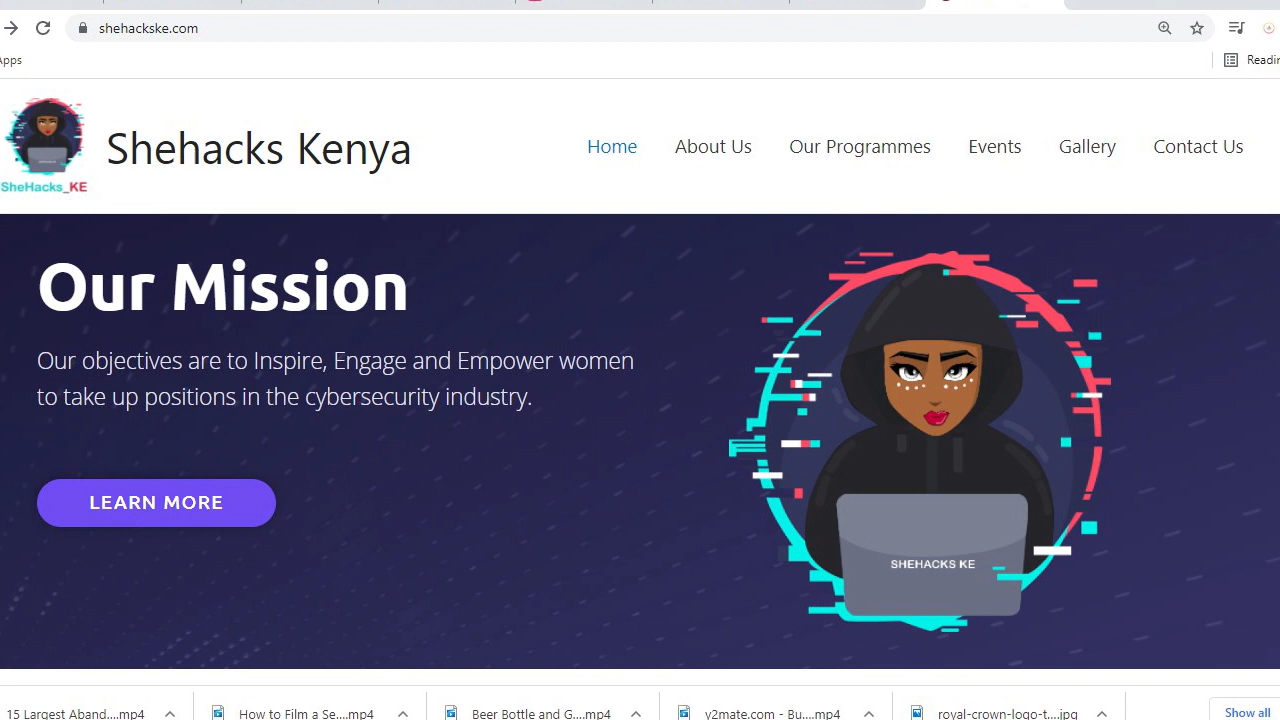 shehackske.com
Apps
Shehacks Kenya
SheHacks_KE
Home
About Us
Our Programmes
Events
Gallery
Contact Us
Our Mission
Our objectives are to Inspire, Engage and Empower women
to take up positions in the cybersecurity industry.
LEARN MORE
SHEHACKS KE
15 Largest Aband....mp4
How to Film a Se....mp4
Beer Bottle and G....mp4
y2mate.com - Bu....mp4
royal-crown-logo-t....jpg
Show all